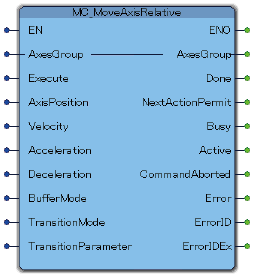 MC_MoveAxisRelative
EN ENO
AxesGroup AxesGroup
Execute Done
AxisPosition NextActionPermit
Velocity Busy
Acceleration Active
Deceleration CommandAborted
BufferMode Error
TransitionMode ErrorID
TransitionParameter ErrorIDEx